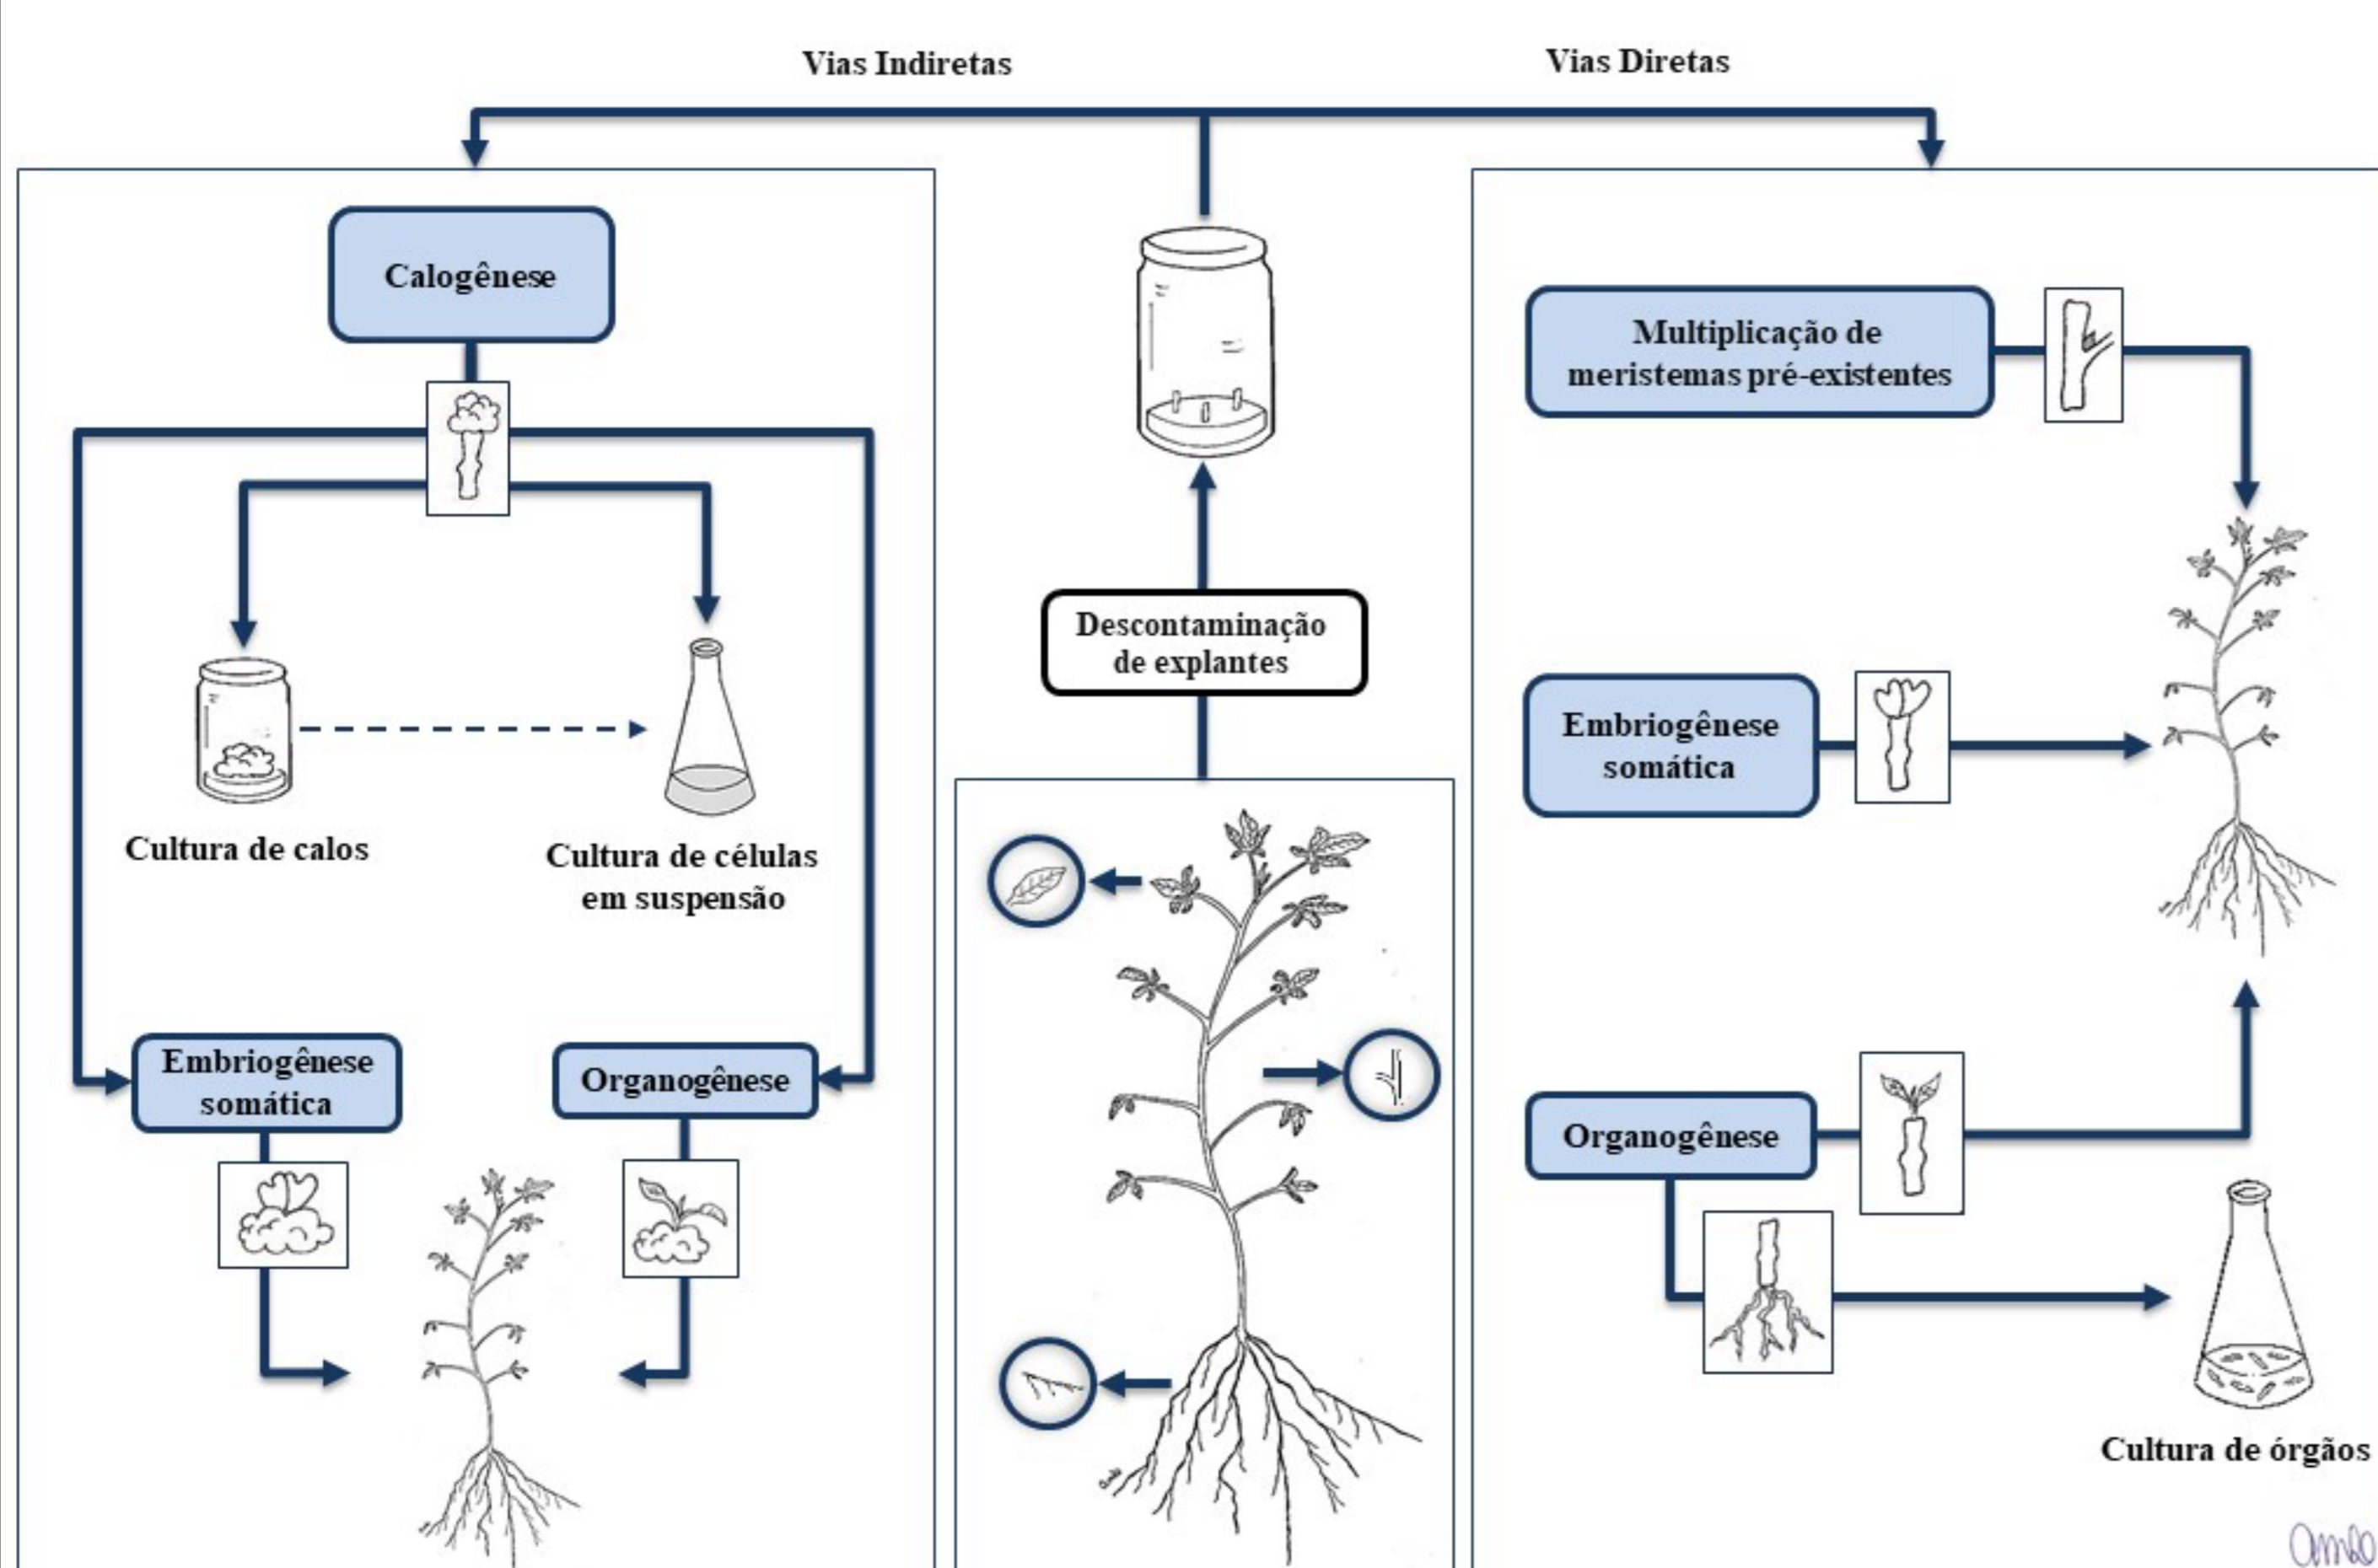 Vias Indiretas
Vias Diretas
Calogênese
Cultura de calos
Cultura de células
em suspensão
Embriogênese
somática
Organogênese
Descontaminação
de explantes
Multiplicação de
meristemas pré-existentes
Embriogênese
somática
Organogênese
Cultura de órgãos